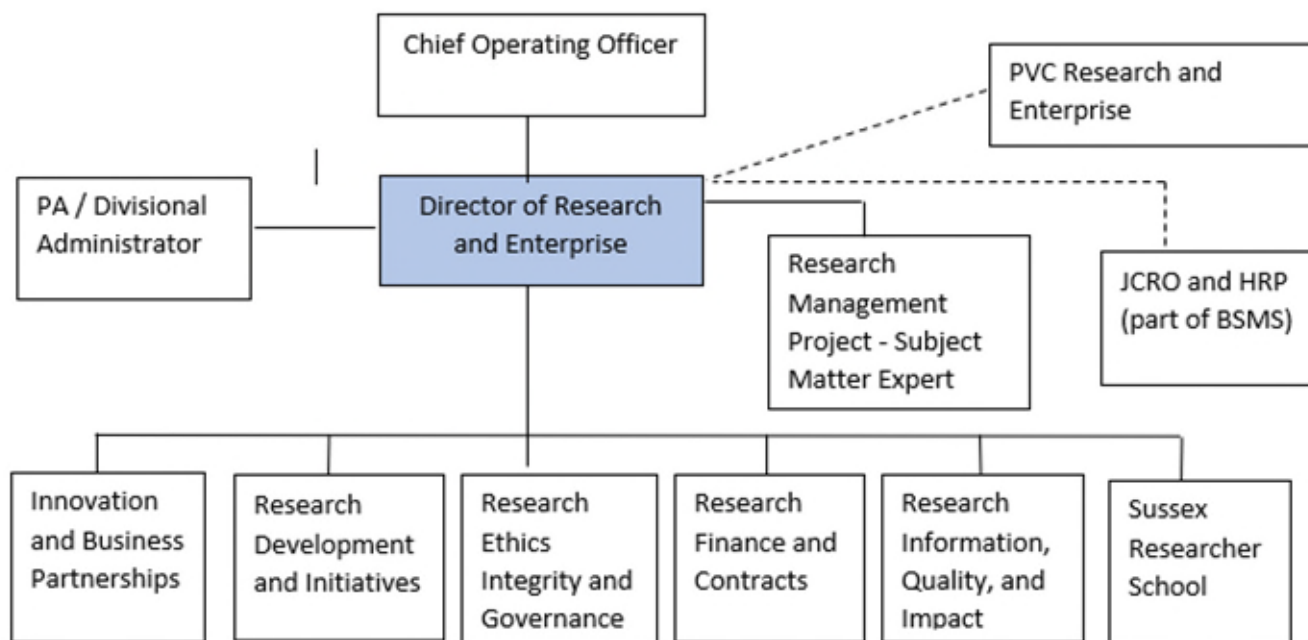 Chief Operating Officer
PVC Research and
Enterprise
PA / Divisional
Administrator
Director of Research
and Enterprise
Research
Management
Project - Subject
Matter Expert
JCRO and HRP
(part of BSMS)
Innovation
and Business
Partnerships
Research
Development
and Initiatives
Research
Ethics
Integrity and
Governance
Research
Finance and
Contracts
Research
Information,
Quality, and
Impact
Sussex
Researcher
School